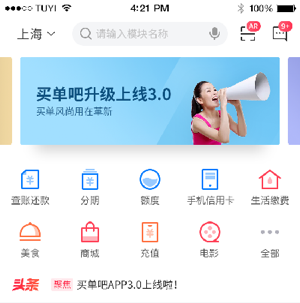 TUYI 4:21 PM 100%
上海 请输入模块名称 AR 9+
买单吧升级上线3.0
买单风尚用在革新
查账还款 分期 额度 手机信用卡 生活缴费
美食 商城 充值 电影 全部
头条 聚焦 买单吧APP3.0上线啦!